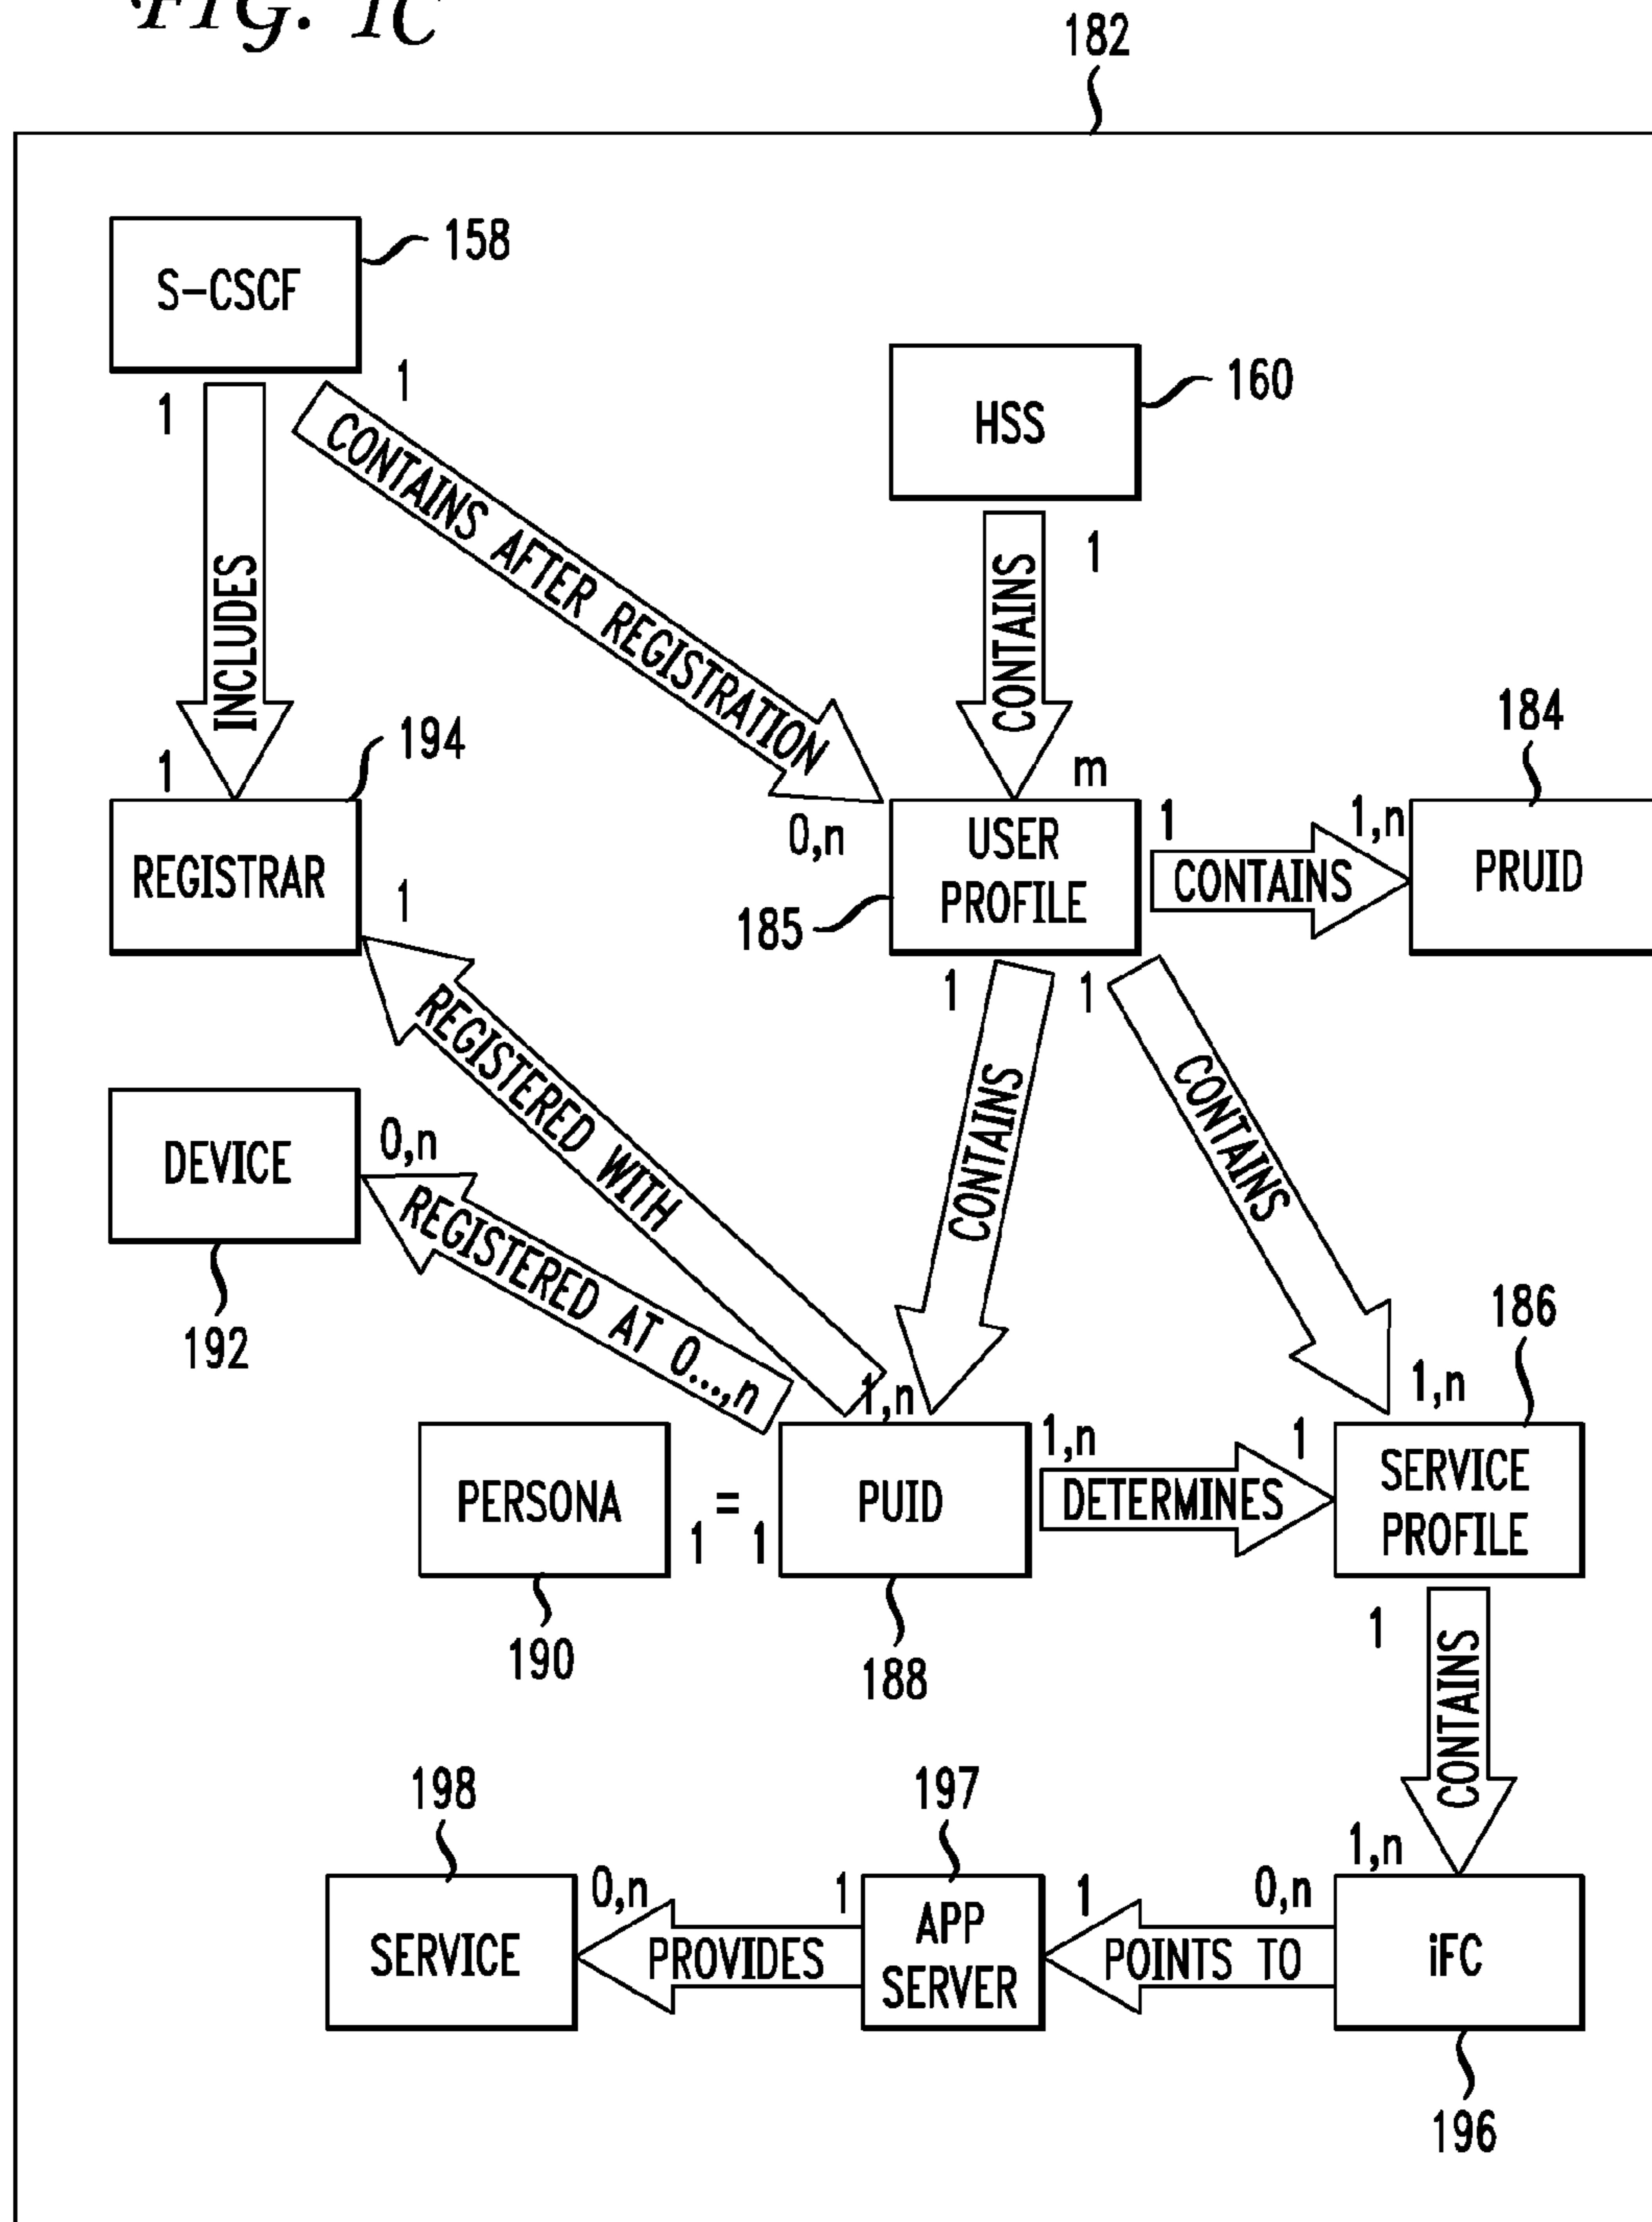 FIG. 1C
182
S-CSCF
158
1
1
HSS
160
CONTAINS AFTER REGISTRATION
INCLUDES
1
CONTAINS
1
194
m
184
REGISTRAR
0,n
USER
PROFILE
185
1
CONTAINS
1,n
PRUID
1
1
1
REGISTERED WITH
CONTAINS
CONTAINS
DEVICE
0,n
192
REGISTERED AT 0...,n
186
1,n
1,n
PERSONA
190
=
1
1
PUID
188
1,n
DETERMINES
1
SERVICE
PROFILE
1
CONTAINS
198
197
1,n
SERVICE
0,n
PROVIDES
1
APP
SERVER
1
POINTS TO
0,n
iFC
196